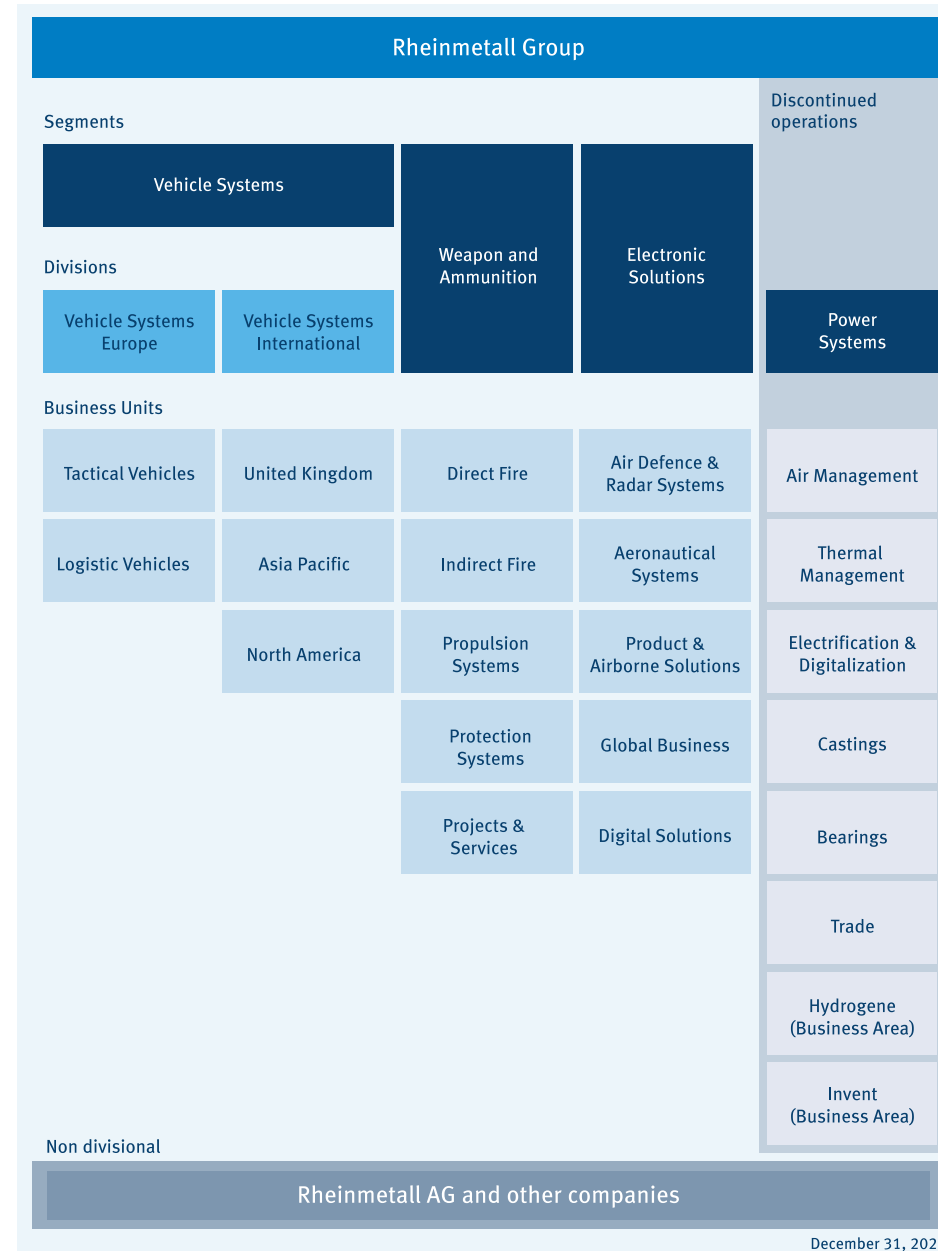 Rheinmetall Group
Discontinued
operations
Segments
Vehicle Systems
Weapon and
Ammunition
Electronic
Solutions
Divisions
Vehicle Systems
Europe
Vehicle Systems
International
Power
Systems
Business Units
Tactical Vehicles
United Kingdom
Direct Fire
Air Defence &
Radar Systems
Air Management
Logistic Vehicles
Asia Pacific
Indirect Fire
Aeronautical
Systems
Thermal
Management
North America
Propulsion
Systems
Product &
Airborne Solutions
Electrification &
Digitalization
Protection
Systems
Global Business
Castings
Projects &
Services
Digital Solutions
Bearings
Trade
Hydrogene
(Business Area)
Invent
(Business Area)
Non divisional
Rheinmetall AG and other companies
December 31, 202